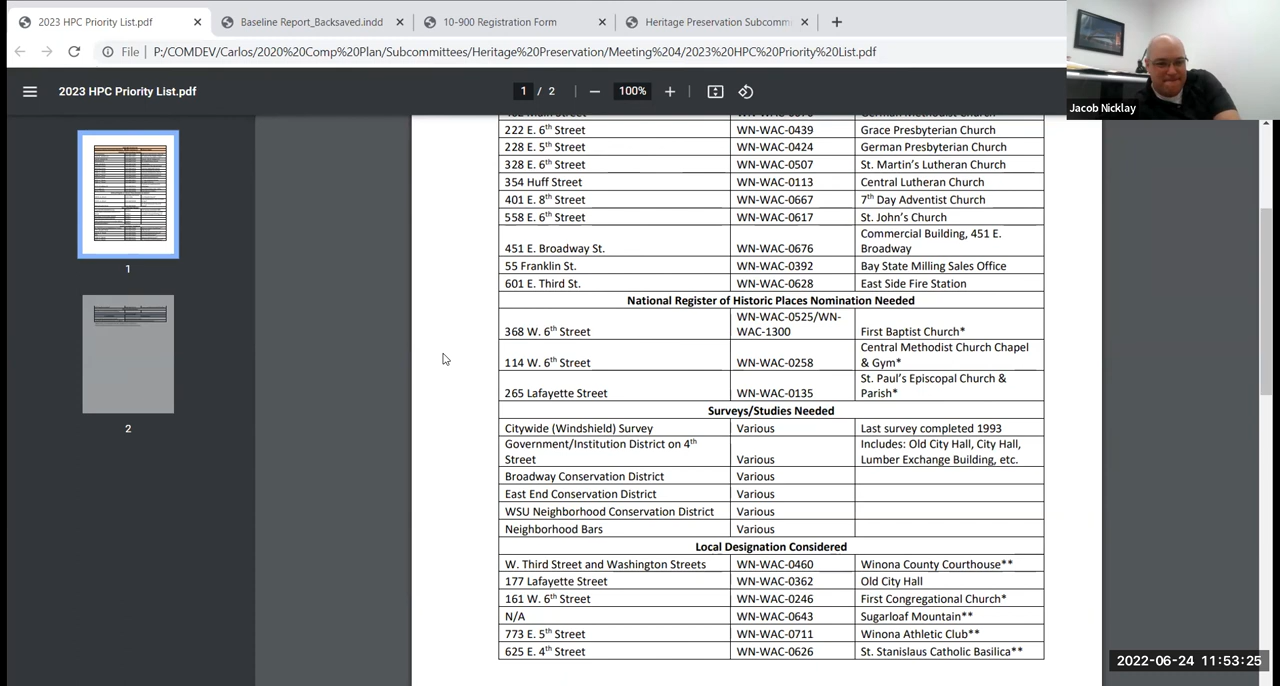 2023 HPC Priority List.pdf
Baseline Report_Backsaved.indd
10-900 Registration Form
Heritage Preservation Subcomm
File
P:/COMDEV/Carlos/2020%20Comp%20Plan/Subcommittees/Heritage%20Preservation/Meeting%204/2023%20HPC%20Priority%20List.pdf
Jacob Nicklay
2023 HPC Priority List.pdf
1 / 2
100%
1
2
222 E. 6th Street WN-WAC-0439 Grace Presbyterian Church
228 E. 5th Street WN-WAC-0424 German Presbyterian Church
328 E. 6th Street WN-WAC-0507 St. Martin's Lutheran Church
354 Huff Street WN-WAC-0113 Central Lutheran Church
401 E. 8th Street WN-WAC-0667 7th Day Adventist Church
558 E. 6th Street WN-WAC-0617 St. John's Church
Commercial Building, 451 E.
451 E. Broadway St. WN-WAC-0676 Broadway
55 Franklin St. WN-WAC-0392 Bay State Milling Sales Office
601 E. Third St. WN-WAC-0628 East Side Fire Station
National Register of Historic Places Nomination Needed
WN-WAC-0525/WN-
368 W. 6th Street WAC-1300 First Baptist Church*
Central Methodist Church Chapel
114 W. 6th Street WN-WAC-0258 & Gym*
St. Paul's Episcopal Church &
265 Lafayette Street WN-WAC-0135 Parish*
Surveys/Studies Needed
Citywide (Windshield) Survey Various Last survey completed 1993
Government/Institution District on 4th Includes: Old City Hall, City Hall,
Street Various Lumber Exchange Building, etc.
Broadway Conservation District Various
East End Conservation District Various
WSU Neighborhood Conservation District Various
Neighborhood Bars Various
Local Designation Considered
W. Third Street and Washington Streets WN-WAC-0460 Winona County Courthouse**
177 Lafayette Street WN-WAC-0362 Old City Hall
161 W. 6th Street WN-WAC-0246 First Congregational Church*
N/A WN-WAC-0643 Sugarloaf Mountain**
773 E. 5th Street WN-WAC-0711 Winona Athletic Club**
625 E. 4th Street WN-WAC-0626 St. Stanislaus Catholic Basilica**
2022-06-24 11:53:25